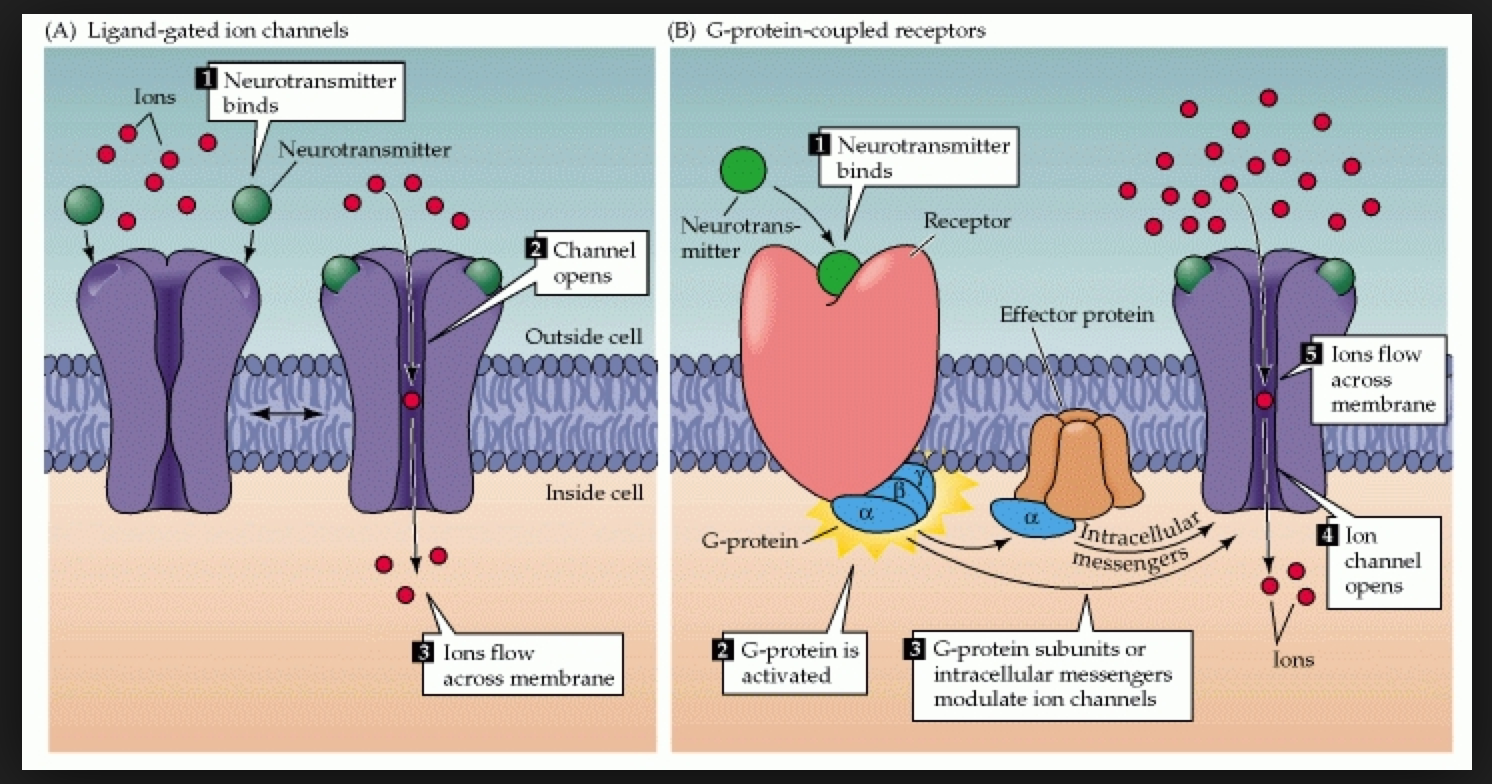 (A) Ligand-gated ion channels
1 Neurotransmitter
binds
Ions
Neurotransmitter
2 Channel
opens
Outside cell
Inside cell
3 Ions flow
across membrane
(B) G-protein-coupled receptors
1 Neurotransmitter
binds
Neurotrans-
mitter
Receptor
Effector protein
5 Ions flow
across
membrane
γ
β
α
α
G-protein
Intracellular
messengers
4 Ion
channel
opens
2 G-protein is
activated
3 G-protein subunits or
intracellular messengers
modulate ion channels
Ions